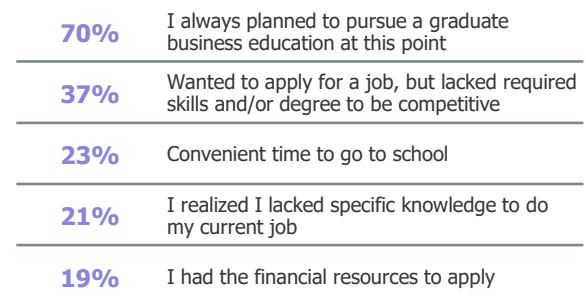 70% I always planned to pursue a graduate
business education at this point
37% Wanted to apply for a job, but lacked required
skills and/or degree to be competitive
23% Convenient time to go to school
21% I realized I lacked specific knowledge to do
my current job
19% I had the financial resources to apply